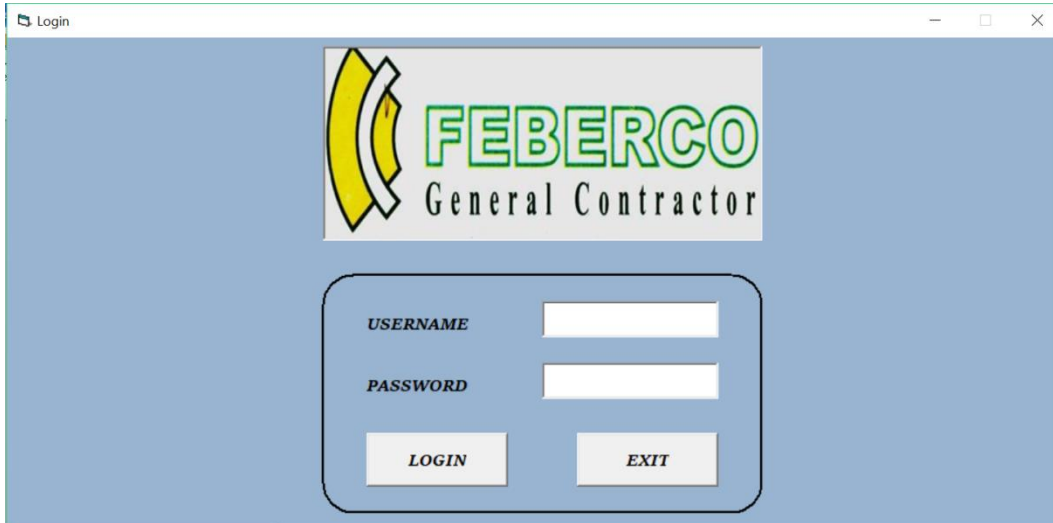 Login
FEBERCO
General Contractor
USERNAME
PASSWORD
LOGIN
EXIT